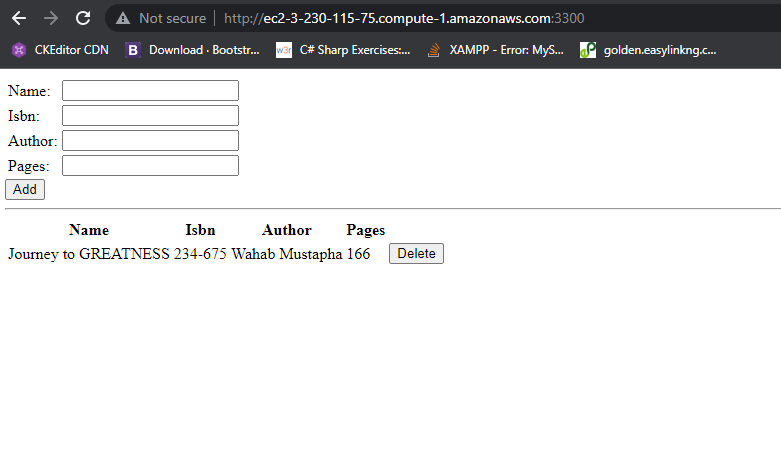 Not secure | http://ec2-3-230-115-75.compute-1.amazonaws.com:3300
CKEditor CDN B Download · Bootstr... w3r C# Sharp Exercises:... XAMPP - Error: MyS... golden.easylinkng.c...
Name:
Isbn:
Author:
Pages:
Add
Name Isbn Author Pages
Journey to GREATNESS 234-675 Wahab Mustapha 166 Delete